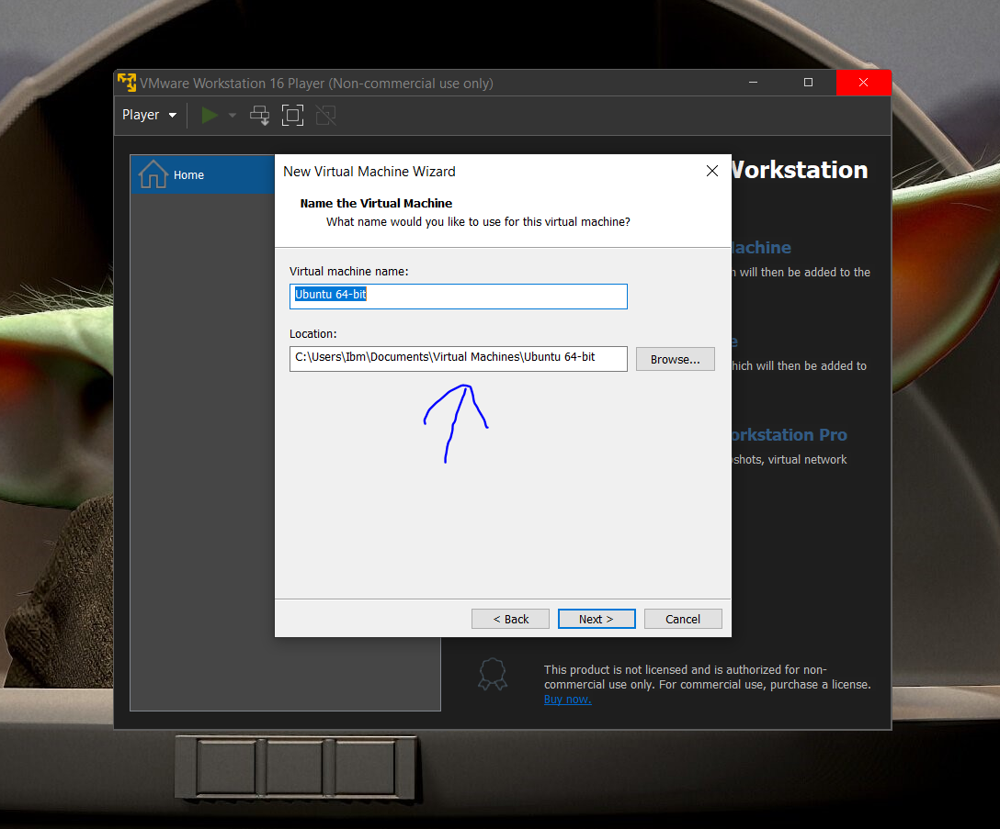 VMware Workstation 16 Player (Non-commercial use only)
Player
Home
New Virtual Machine Wizard
Name the Virtual Machine
What name would you like to use for this virtual machine?
Virtual machine name:
Ubuntu 64-bit
Location:
C:\Users\Ibm\Documents\Virtual Machines\Ubuntu 64-bit
Browse...
< Back
Next >
Cancel
Workstation
achine
will then be added to the
hich will then be added to
orkstation Pro
shots, virtual network
This product is not licensed and is authorized for non-
commercial use only. For commercial use, purchase a license.
Buy now.